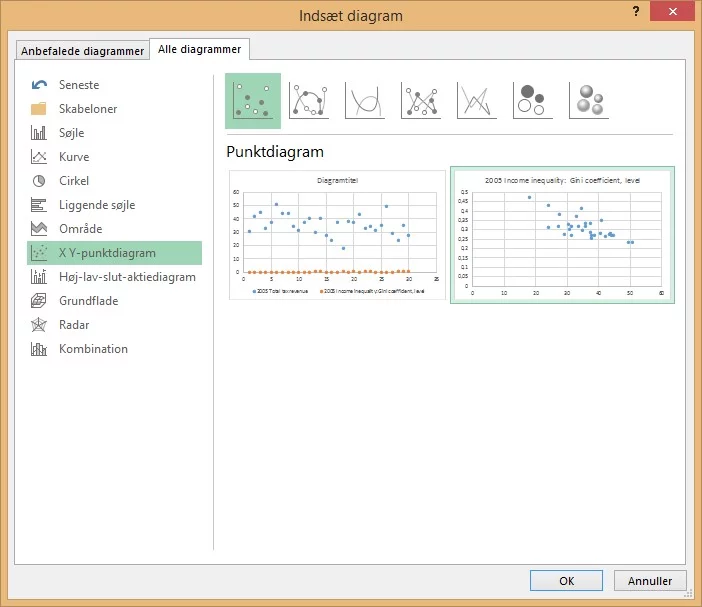 Indsæt diagram
?
Anbefalede diagrammer
Alle diagrammer
Seneste
Skabeloner
Søjle
Kurve
Cirkel
Liggende søjle
Område
X Y-punktdiagram
Høj-lav-slut-aktiediagram
Grundflade
Radar
Kombination
Punktdiagram
Diagramtitel
60
50
40
30
20
10
0
0 5 10 15 20 25 30 35
2005 Total tax revenue 2005 Income inequality: Gini coefficient, level
2005 Income inequality: Gini coefficient, level
0,5
0,45
0,4
0,35
0,3
0,25
0,2
0,15
0,1
0,05
0
0 10 20 30 40 50 60
OK
Annuller